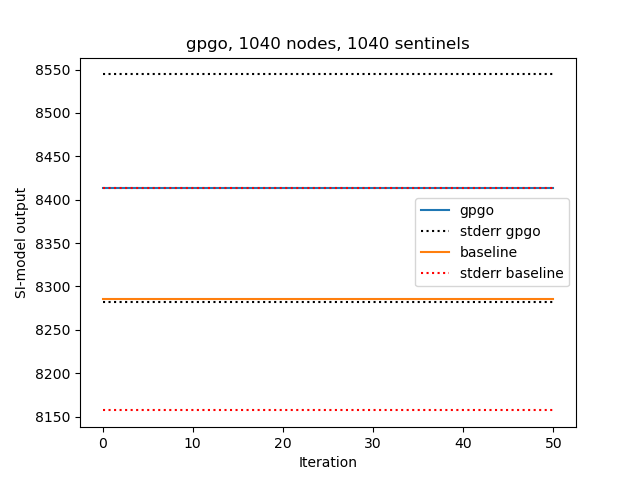 gpgo, 1040 nodes, 1040 sentinels
SI-model output
8550
8500
8450
8400
8350
8300
8250
8200
8150
gpgo
stderr gpgo
baseline
stderr baseline
0 10 20 30 40 50
Iteration